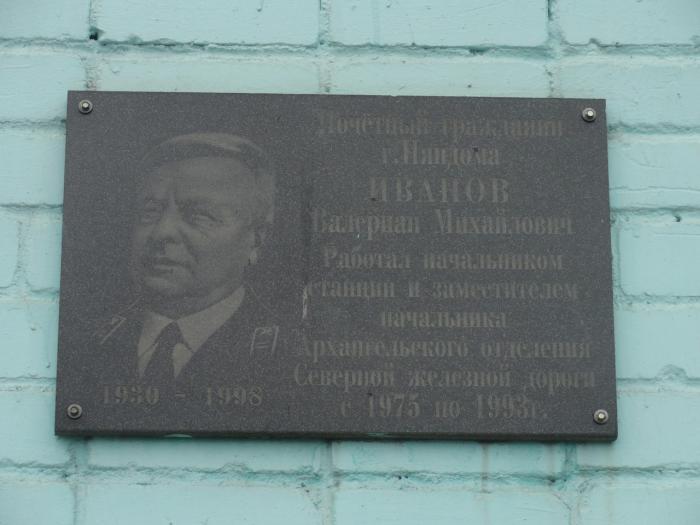 Почётный гражданин
г.Няндома
ИВАНОВ
Валериан Михайлович
Работал начальником
станции и заместителем
начальника
Архангельского отделения
Северной железной дороги
с 1975 по 1993г.
1930 - 1998